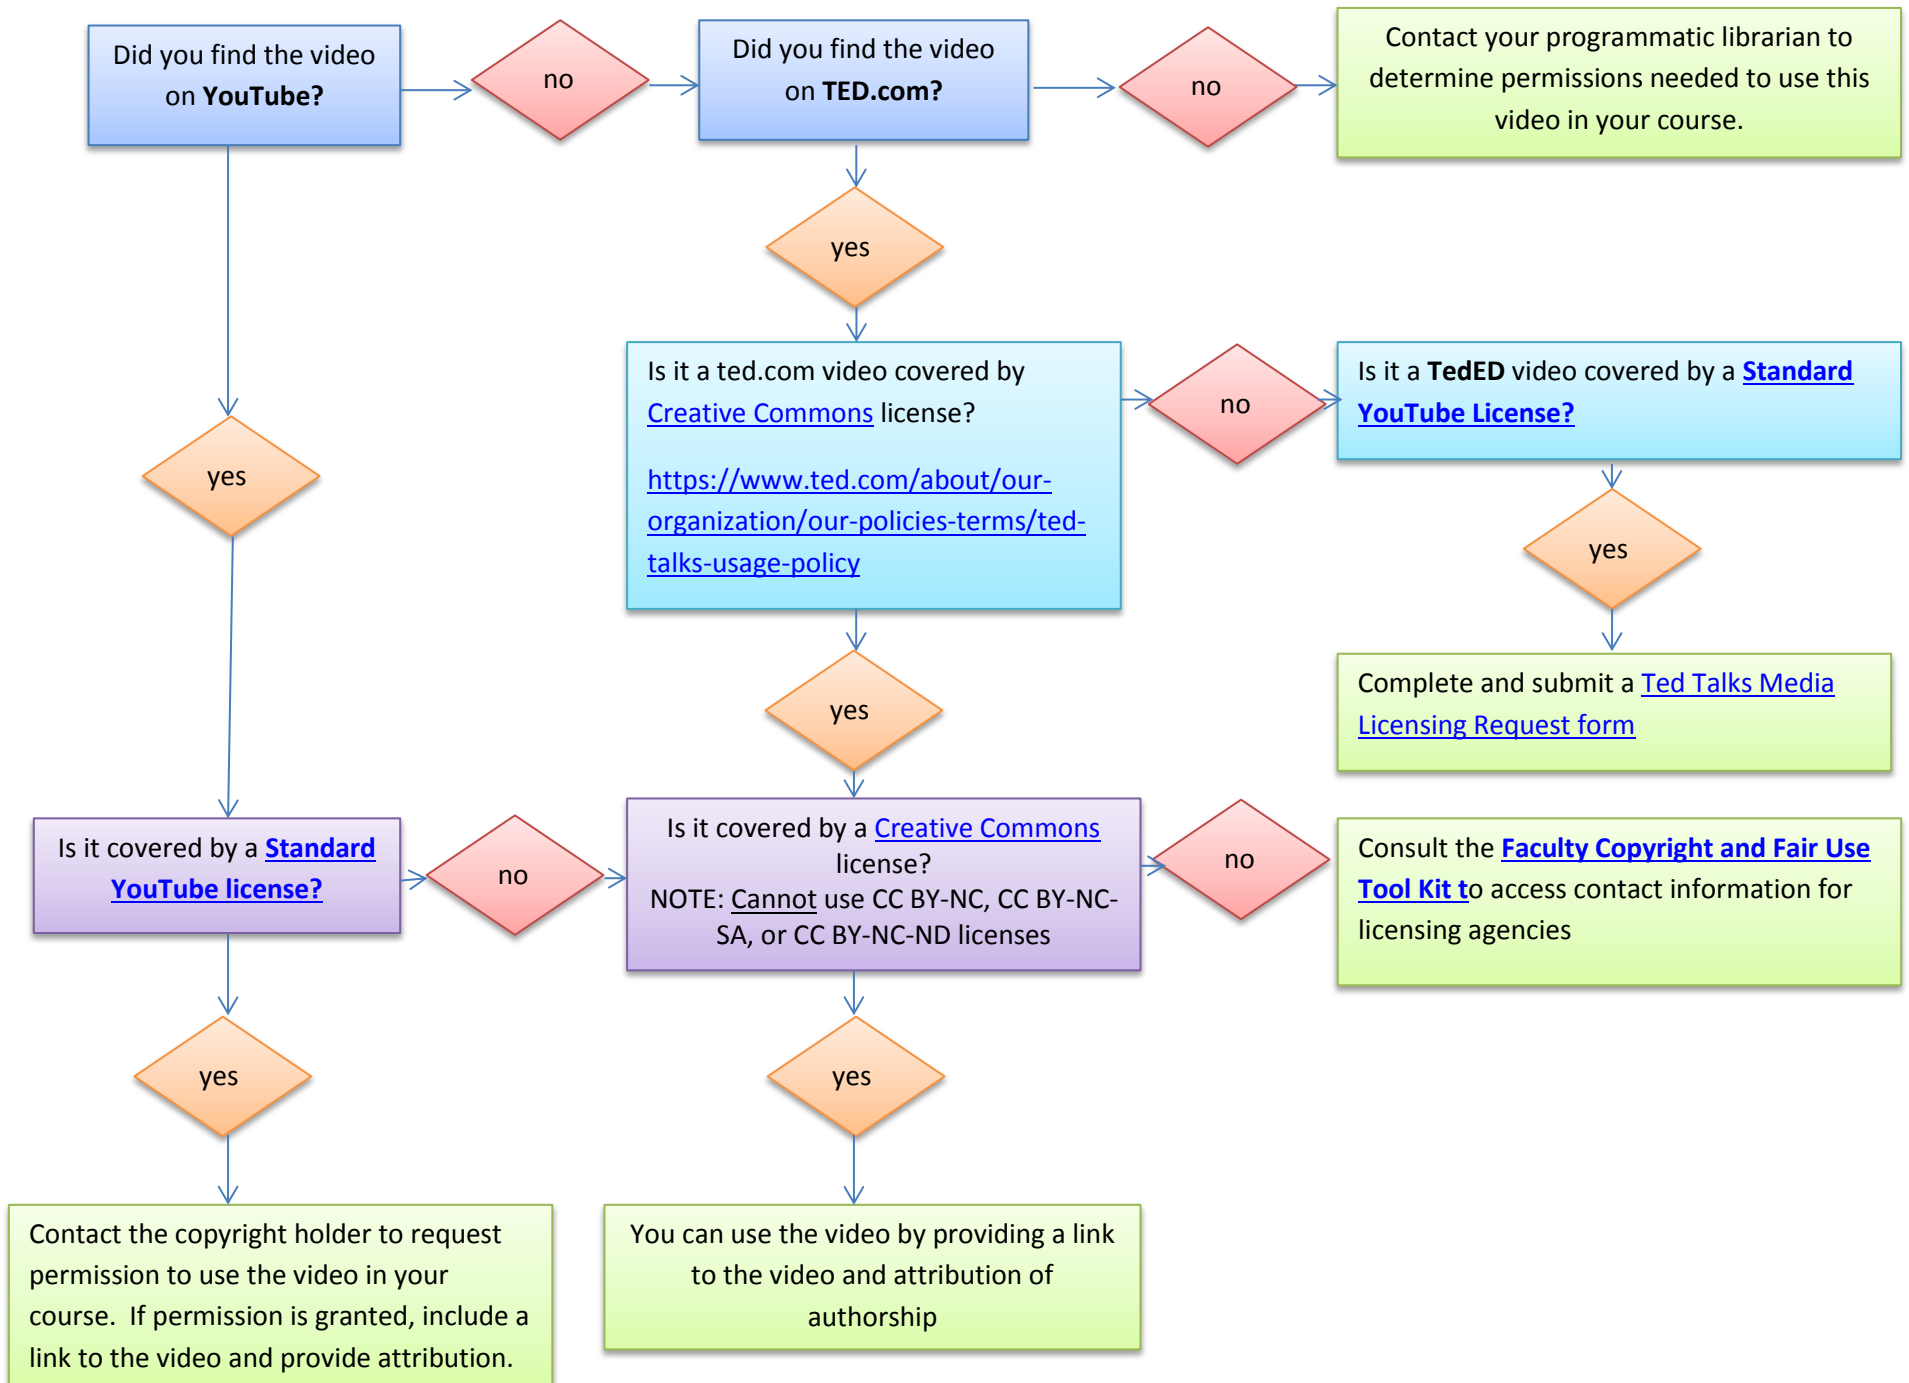 Did you find the video
on YouTube?
no
Did you find the video
on TED.com?
no
Contact your programmatic librarian to
determine permissions needed to use this
video in your course.
yes
Is it a ted.com video covered by
Creative Commons license?
https://www.ted.com/about/our-
organization/our-policies-terms/ted-
talks-usage-policy
no
Is it a TedED video covered by a Standard
YouTube License?
yes
yes
yes
Complete and submit a Ted Talks Media
Licensing Request form
Is it covered by a Standard
YouTube license?
no
Is it covered by a Creative Commons
license?
NOTE: Cannot use CC BY-NC, CC BY-NC-
SA, or CC BY-NC-ND licenses
no
Consult the Faculty Copyright and Fair Use
Tool Kit to access contact information for
licensing agencies
yes
yes
Contact the copyright holder to request
permission to use the video in your
course.  If permission is granted, include a
link to the video and provide attribution.
You can use the video by providing a link
to the video and attribution of
authorship